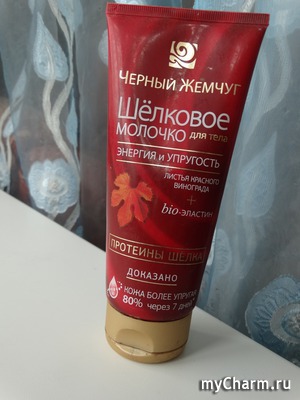 ЧЕРНЫЙ ЖЕМЧУГ
Шёлковое
МОЛОЧКО для тела
ЭНЕРГИЯ и УПРУГОСТЬ
ЛИСТЬЯ КРАСНОГО
ВИНОГРАДА
+
bio-ЭЛАСТИН
ПРОТЕИНЫ ШЁЛКА
ДОКАЗАНО
КОЖА БОЛЕЕ УПРУГАЯ
80% через 7 дней
myCharm.ru